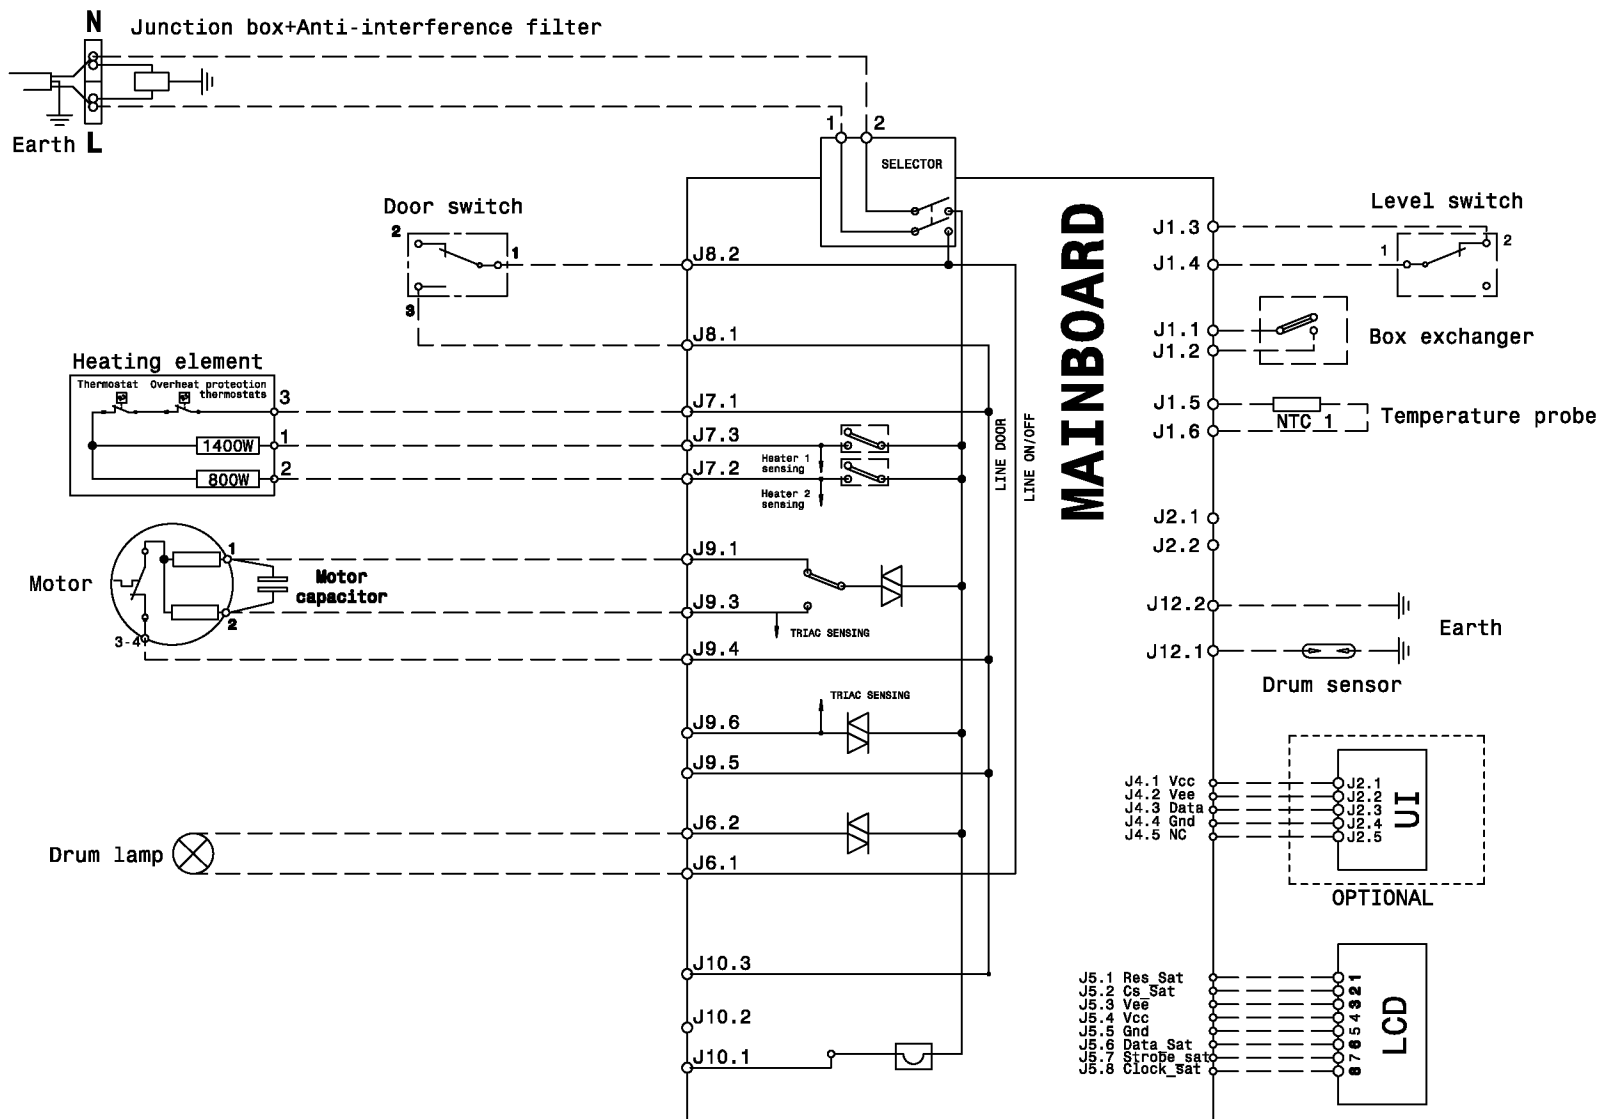 N
Junction box+Anti-interference filter
Earth L
1 2
SELECTOR
Door switch
2
1
3
J8.2
J8.1
Heating element
Thermostat Overheat protection
thermostats
3
1400W 1
800W 2
J7.1
J7.3
J7.2
Heater 1
sensing
Heater 2
sensing
LINE DOOR
LINE ON/OFF
MAINBOARD
Motor
1
2
3-4
Motor
capacitor
J9.1
J9.3
TRIAC SENSING
J9.4
TRIAC SENSING
J9.6
J9.5
Drum lamp
J6.2
J6.1
J10.3
J10.2
J10.1
Level switch
J1.3
J1.4
1
2
J1.1
J1.2
Box exchanger
J1.5
J1.6
NTC 1
Temperature probe
J2.1
J2.2
J12.2
Earth
J12.1
Drum sensor
J4.1 Vcc
J4.2 Vee
J4.3 Data
J4.4 Gnd
J4.5 NC
J2.1
J2.2
J2.3
J2.4
J2.5
UI
OPTIONAL
J5.1 Res_Sat
J5.2 Cs_Sat
J5.3 Vee
J5.4 Vcc
J5.5 Gnd
J5.6 Data_Sat
J5.7 Strobe_sat
J5.8 Clock_sat
1
2
3
4
5
6
7
8
LCD